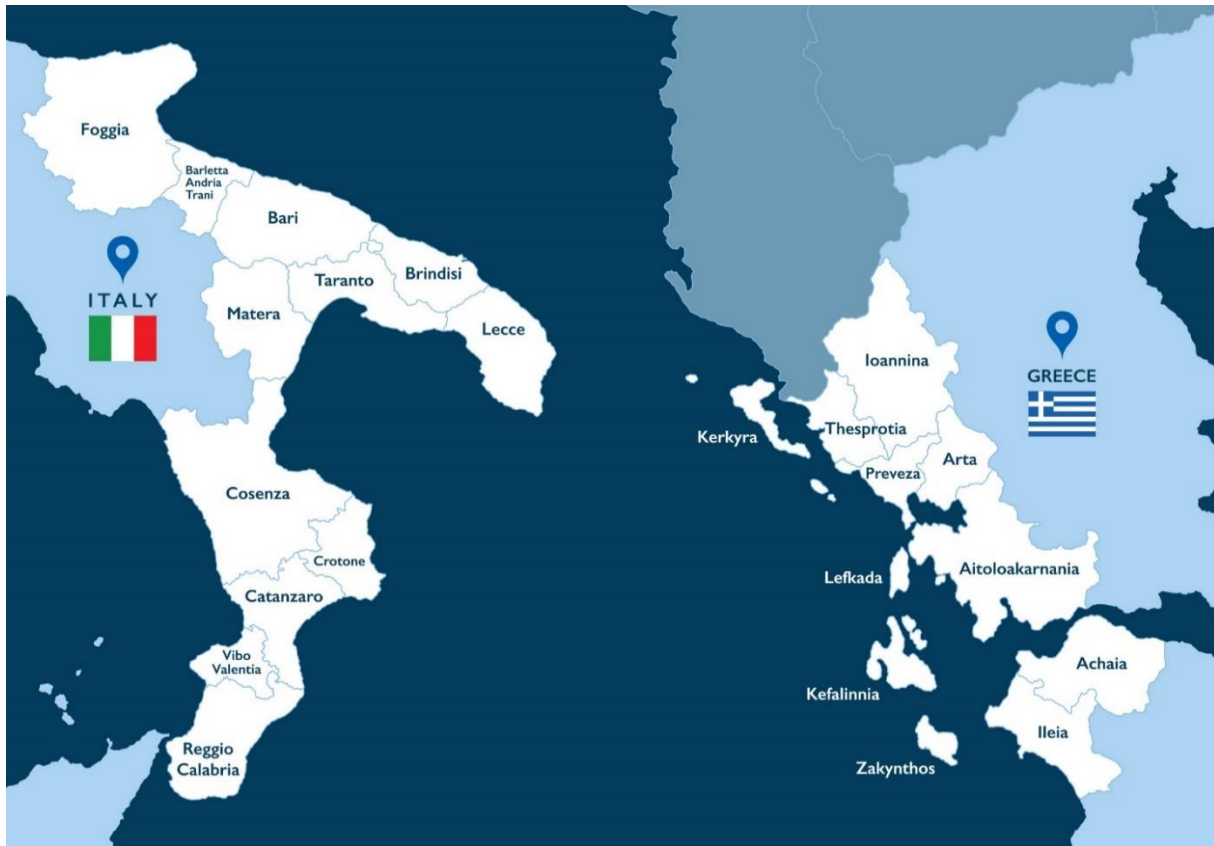 Foggia
Barletta
Andria
Trani
Bari
ITALY
Matera
Taranto
Brindisi
Lecce
Cosenza
Crotone
Catanzaro
Vibo
Valentia
Reggio
Calabria
Ioannina
GREECE
Kerkyra
Thesprotia
Preveza
Arta
Lefkada
Aitoloakarnania
Kefalinnia
Achaia
Ileia
Zakynthos